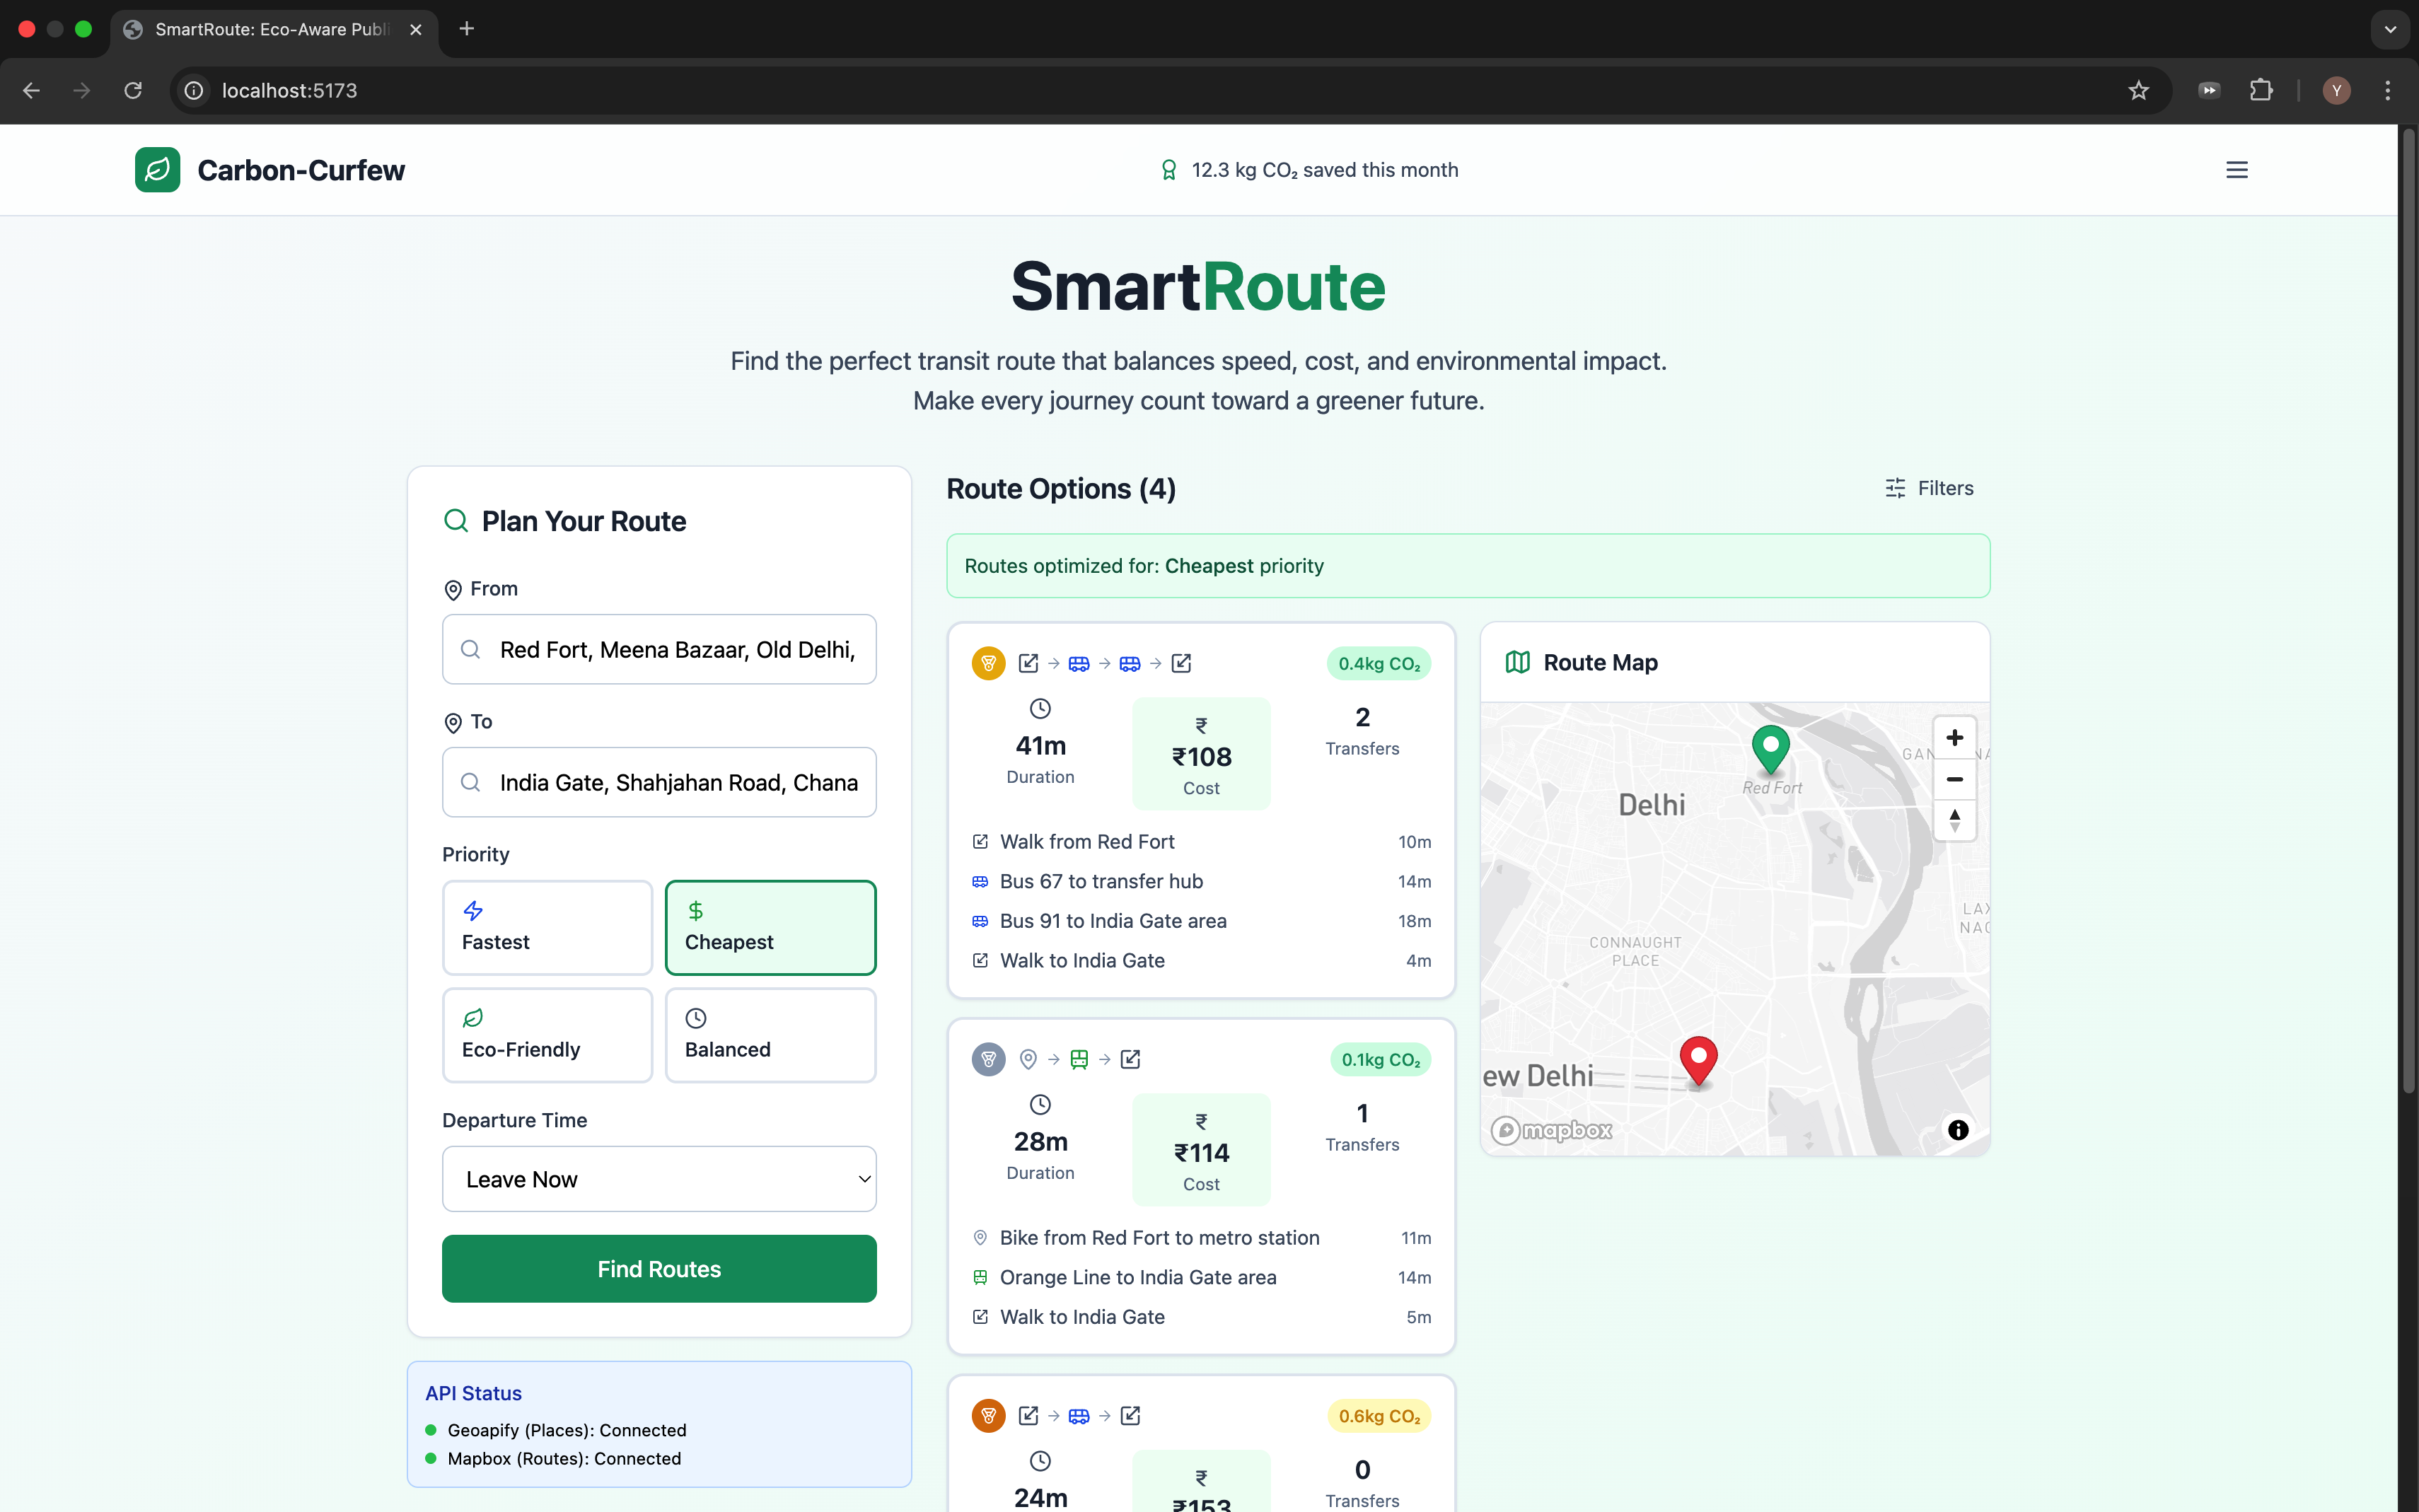 SmartRoute: Eco-Aware Publi
localhost:5173
Y
Carbon-Curfew
12.3 kg CO₂ saved this month
SmartRoute
Find the perfect transit route that balances speed, cost, and environmental impact.
Make every journey count toward a greener future.
Plan Your Route
From
Red Fort, Meena Bazaar, Old Delhi,
To
India Gate, Shahjahan Road, Chana
Priority
Fastest
Cheapest
Eco-Friendly
Balanced
Departure Time
Leave Now
Find Routes
API Status
Geoapify (Places): Connected
Mapbox (Routes): Connected
Route Options (4)
Filters
Routes optimized for: Cheapest priority
0.4kg CO₂
41m
Duration
₹
₹108
Cost
2
Transfers
Walk from Red Fort 10m
Bus 67 to transfer hub 14m
Bus 91 to India Gate area 18m
Walk to India Gate 4m
0.1kg CO₂
28m
Duration
₹
₹114
Cost
1
Transfers
Bike from Red Fort to metro station 11m
Orange Line to India Gate area 14m
Walk to India Gate 5m
0.6kg CO₂
24m
₹
₹153
0
Transfers
Route Map
Red Fort
Delhi
CONNAUGHT
PLACE
ew Delhi
mapbox